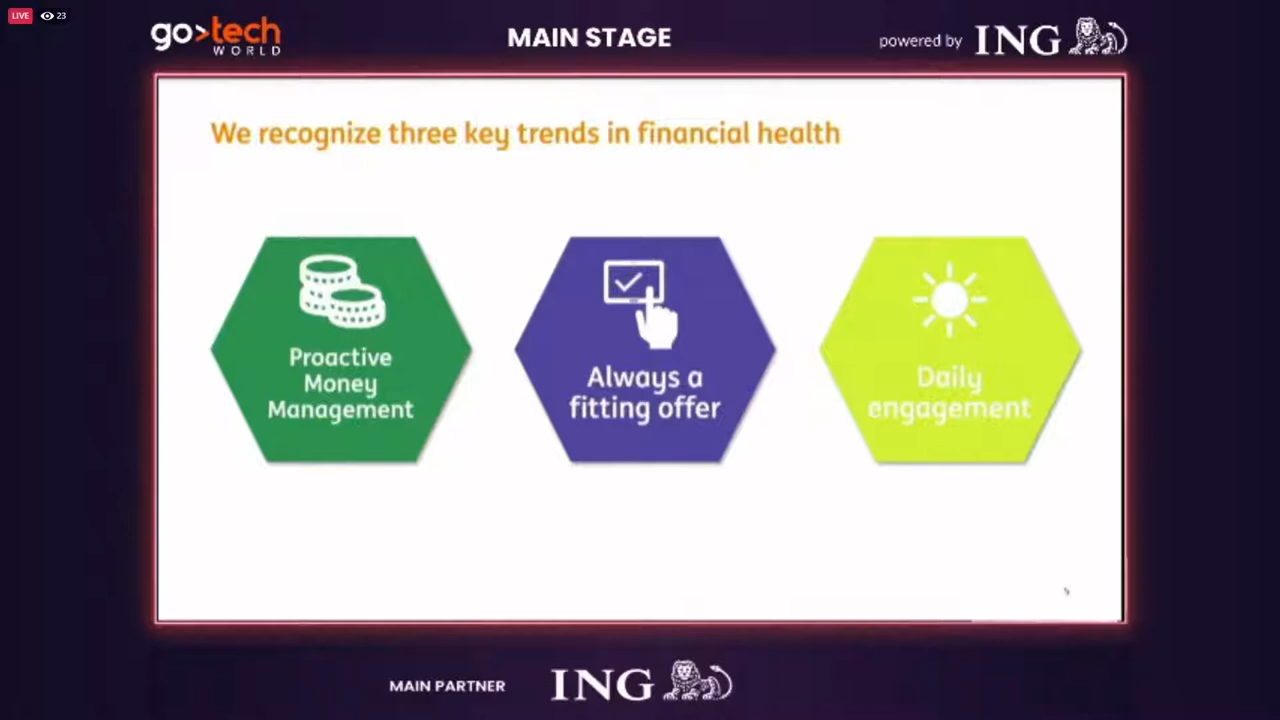 LIVE 23
go>tech
WORLD
MAIN STAGE
powered by ING
We recognize three key trends in financial health
Proactive
Money
Management
Always a
fitting offer
Daily
engagement
MAIN PARTNER ING